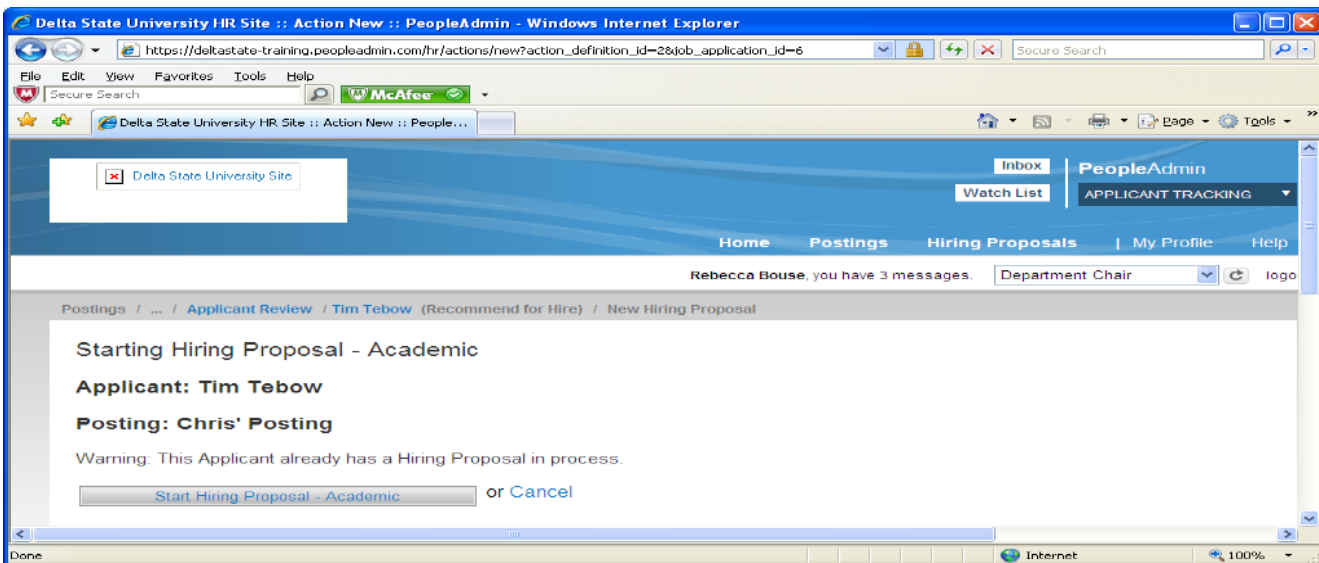 Delta State University HR Site :: Action New :: PeopleAdmin - Windows Internet Explorer
https://deltastate-training.peopleadmin.com/hr/actions/new?action_definition_id=2&job_application_id=6 Secure Search
File Edit View Favorites Tools Help
Secure Search McAfee
Delta State University HR Site :: Action New :: People... Page Tools
Delta State University Site
Inbox PeopleAdmin
Watch List APPLICANT TRACKING
Home Postings Hiring Proposals | My Profile Help
Rebecca Bouse, you have 3 messages. Department Chair logo
Postings / ... / Applicant Review / Tim Tebow (Recommend for Hire) / New Hiring Proposal
Starting Hiring Proposal - Academic
Applicant: Tim Tebow
Posting: Chris' Posting
Warning: This Applicant already has a Hiring Proposal in process.
Start Hiring Proposal - Academic or Cancel
Done Internet 100%